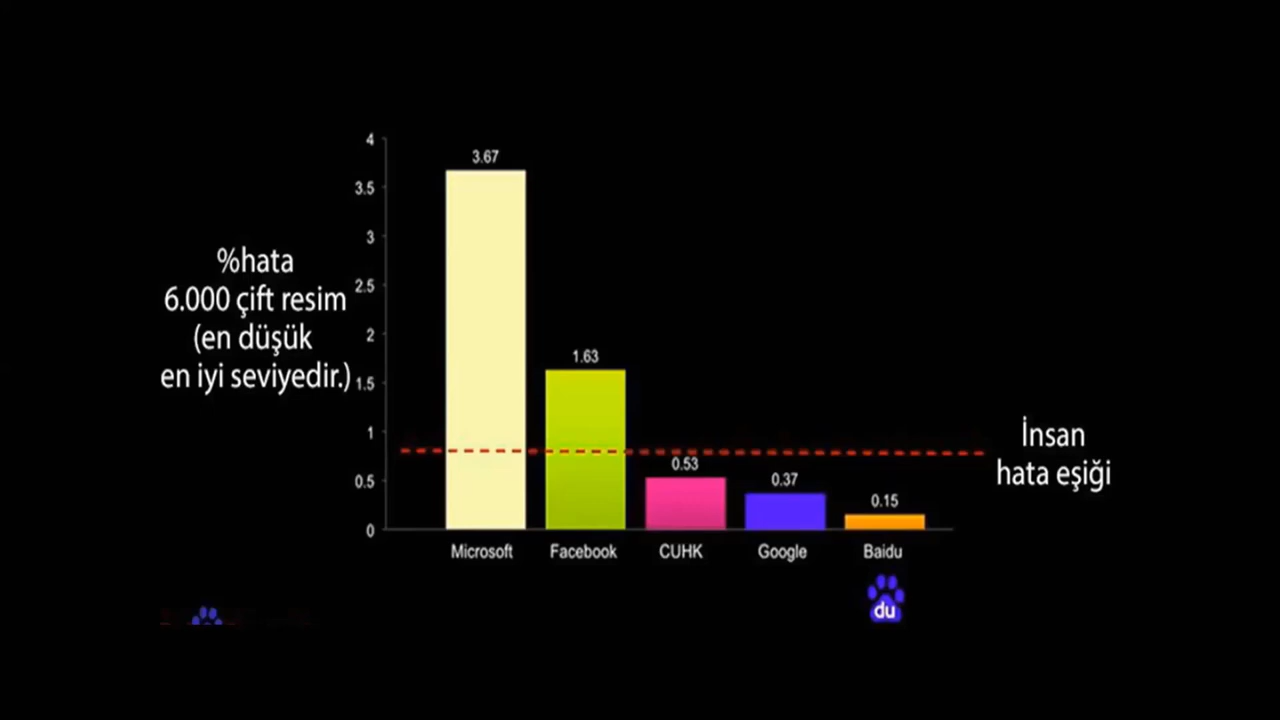 4
3.67
3.5
3
%hata
6.000 çift resim
(en düşük
en iyi seviyedir.)
2.5
2
1.63
1.5
1
İnsan
hata eşiği
0.53
0.5
0.37
0.15
0
Microsoft
Facebook
CUHK
Google
Baidu
du